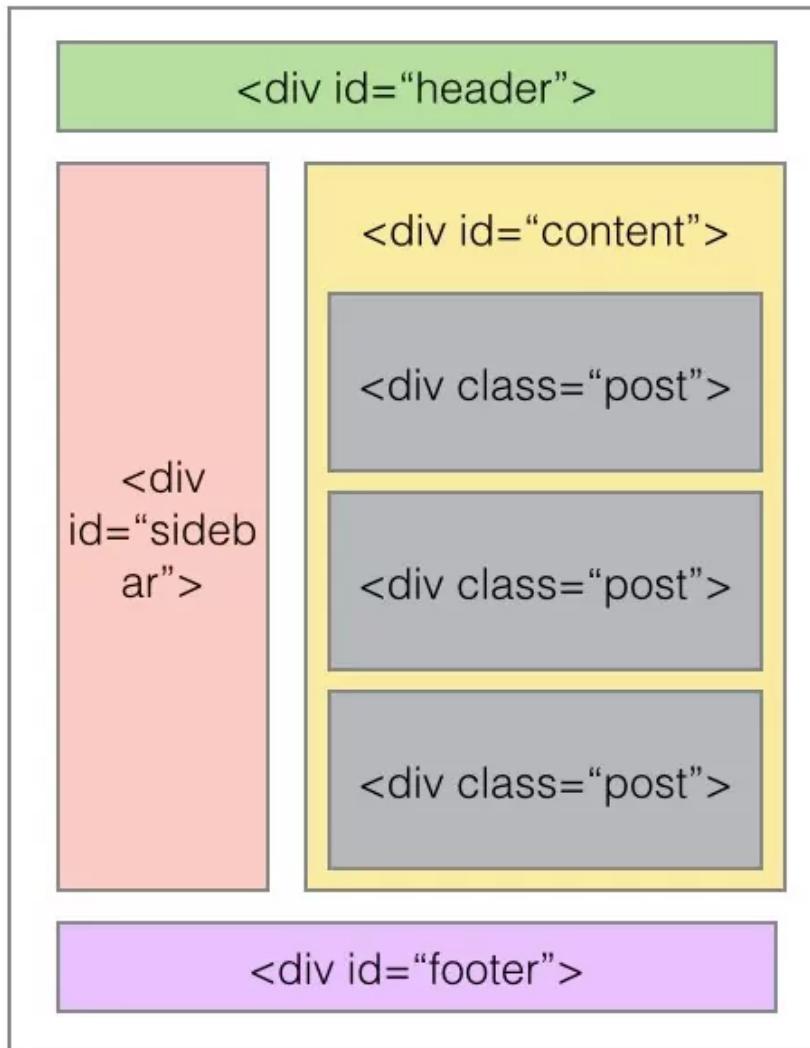 <div id=“header”>
<div
id=“sideb
ar”>
<div id=“content”>
<div class=“post”>
<div class=“post”>
<div class=“post”>
<div id=“footer”>